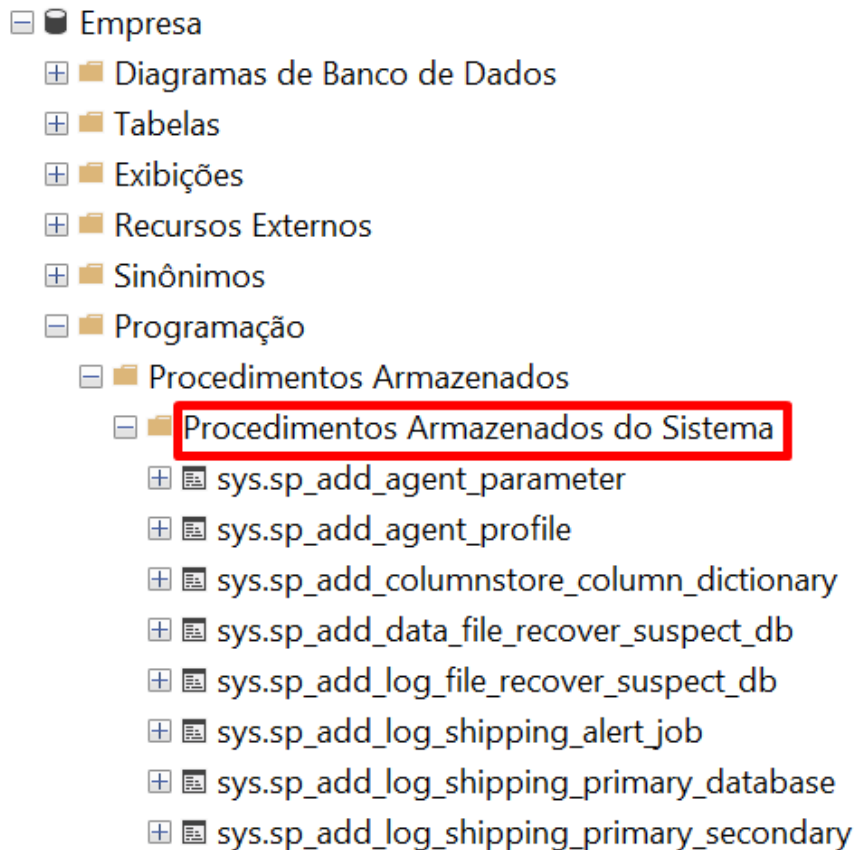 Empresa
Diagramas de Banco de Dados
Tabelas
Exibições
Recursos Externos
Sinônimos
Programação
Procedimentos Armazenados
Procedimentos Armazenados do Sistema
sys.sp_add_agent_parameter
sys.sp_add_agent_profile
sys.sp_add_columnstore_column_dictionary
sys.sp_add_data_file_recover_suspect_db
sys.sp_add_log_file_recover_suspect_db
sys.sp_add_log_shipping_alert_job
sys.sp_add_log_shipping_primary_database
sys.sp_add_log_shipping_primary_secondary